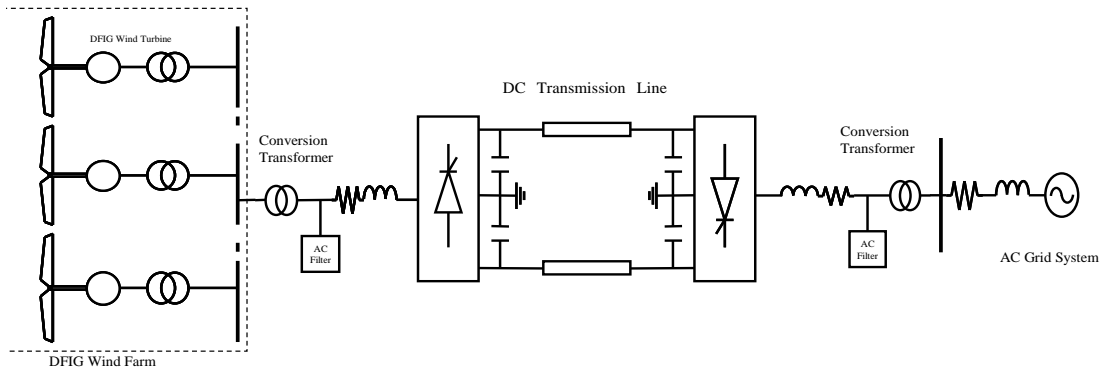 DFIG Wind Turbine
DC Transmission Line
Conversion
Transformer
Conversion
Transformer
AC
Filter
AC
Filter
AC Grid System
DFIG Wind Farm